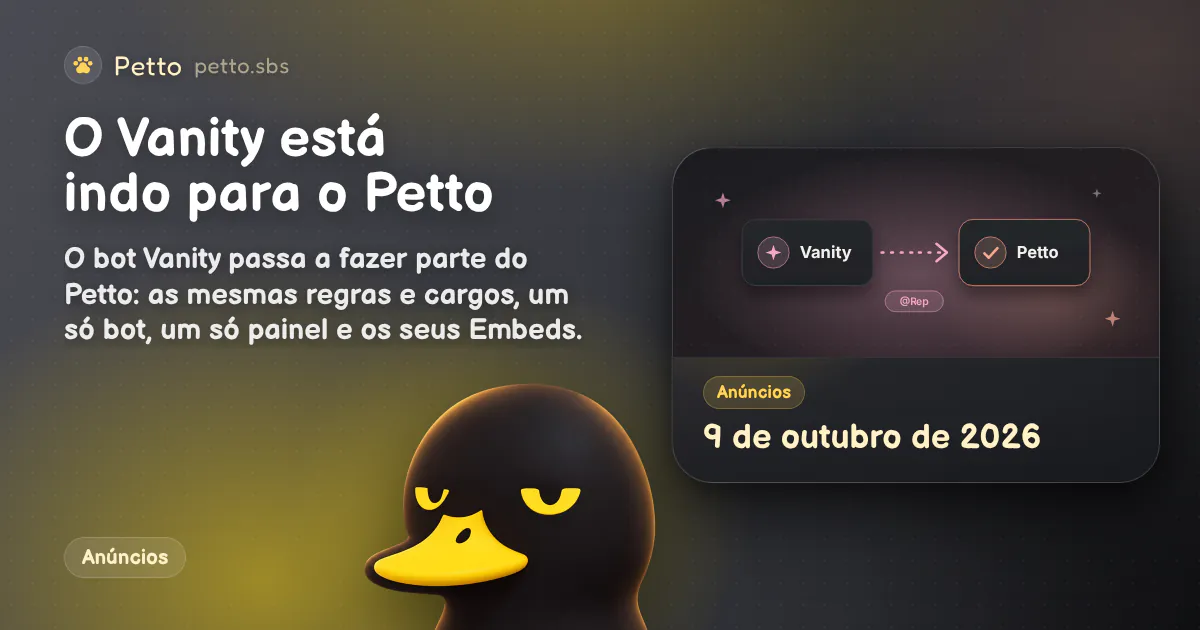 Petto petto.sbs
O Vanity está
indo para o Petto
O bot Vanity passa a fazer parte do
Petto: as mesmas regras e cargos, um
só bot, um só painel e os seus Embeds.
Anúncios
Vanity
Petto
@Rep
Anúncios
9 de outubro de 2026